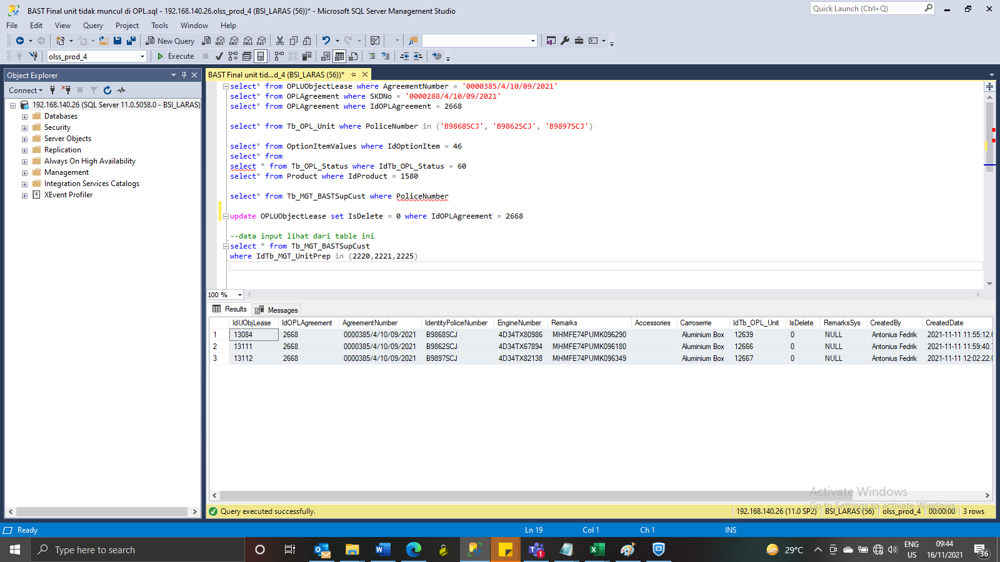 BAST Final unit tidak muncul di OPL.sql - 192.168.140.26.olss_prod_4 (BSI_LARAS (56))* - Microsoft SQL Server Management Studio
Quick Launch (Ctrl+Q)
File Edit View Query Project Tools Window Help
New Query
MDX DMX XMLA DAX
olss_prod_4
Execute
Object Explorer
BAST Final unit tid...d_4 (BSI_LARAS (56))*
Connect
192.168.140.26 (SQL Server 11.0.5058.0 - BSI_LARAS)
Databases
Security
Server Objects
Replication
Always On High Availability
Management
Integration Services Catalogs
XEvent Profiler
select* from OPLUObjectLease where AgreementNumber = '0000385/4/10/09/2021'
select* from OPLAgreement where SKDNo = '0000288/4/10/09/2021'
select* from OPLAgreement where IdOPLAgreement = 2668
select* from Tb_OPL_Unit where PoliceNumber in ('B9868SCJ', 'B9862SCJ', 'B9897SCJ')
select* from OptionItemValues where IdOptionItem = 46
select* from
select * from Tb_OPL_Status where IdTb_OPL_Status = 60
select* from Product where IdProduct = 1580
select* from Tb_MGT_BASTSupCust where PoliceNumber
update OPLUObjectLease set IsDelete = 0 where IdOPLAgreement = 2668
--data input lihat dari table ini
select * from Tb_MGT_BASTSupCust
where IdTb_MGT_UnitPrep in (2220,2221,2225)
100 %
Results Messages
IdUObjLease IdOPLAgreement AgreementNumber IdentityPoliceNumber EngineNumber Remarks Accessories Carroserrie IdTb_OPL_Unit IsDelete RemarksSys CreatedBy CreatedDate
1 13084 2668 0000385/4/10/09/2021 B9868SCJ 4D34TX80986 MHMFE74PUMK096290 Aluminium Box 12639 0 NULL Antonius Fedrik 2021-11-11 11:55:12.0
2 13111 2668 0000385/4/10/09/2021 B9862SCJ 4D34TX67894 MHMFE74PUMK096180 Aluminium Box 12666 0 NULL Antonius Fedrik 2021-11-11 11:59:40.
3 13112 2668 0000385/4/10/09/2021 B9897SCJ 4D34TX82138 MHMFE74PUMK096349 Aluminium Box 12667 0 NULL Antonius Fedrik 2021-11-11 12:02:22.
Activate Windows
Go to Settings to activate Windows.
Query executed successfully. 192.168.140.26 (11.0 SP2) BSI_LARAS (56) olss_prod_4 00:00:00 3 rows
Ready Ln 19 Col 1 Ch 1 INS
Type here to search
1
29°C
ENG US
09:44
16/11/2021
36